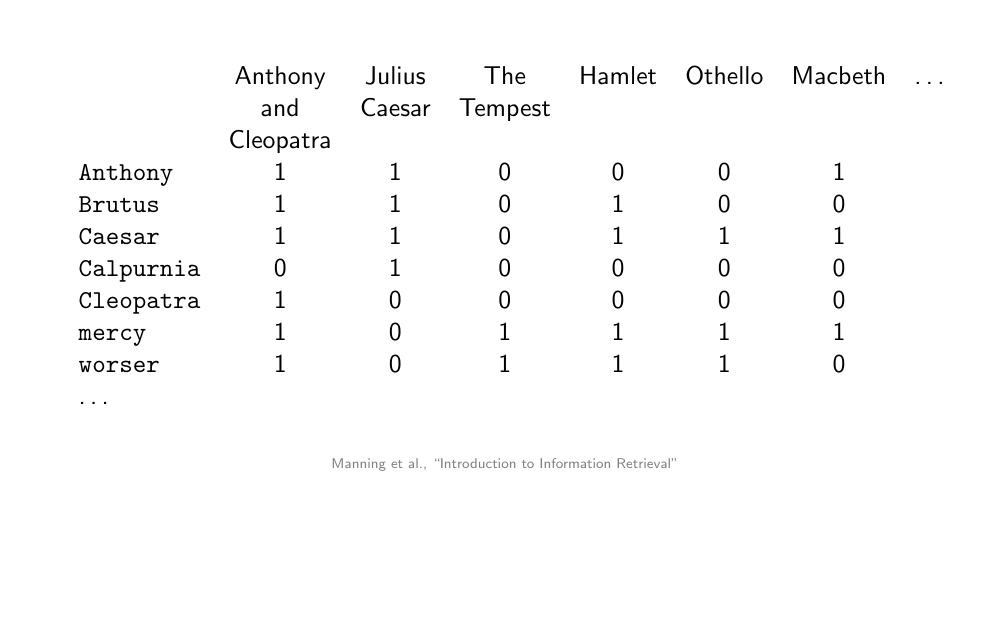 Anthony Julius The Hamlet Othello Macbeth ...
and Caesar Tempest
Cleopatra
Anthony 1 1 0 0 0 1
Brutus 1 1 0 1 0 0
Caesar 1 1 0 1 1 1
Calpurnia 0 1 0 0 0 0
Cleopatra 1 0 0 0 0 0
mercy 1 0 1 1 1 1
worser 1 0 1 1 1 0
...
Manning et al., “Introduction to Information Retrieval”